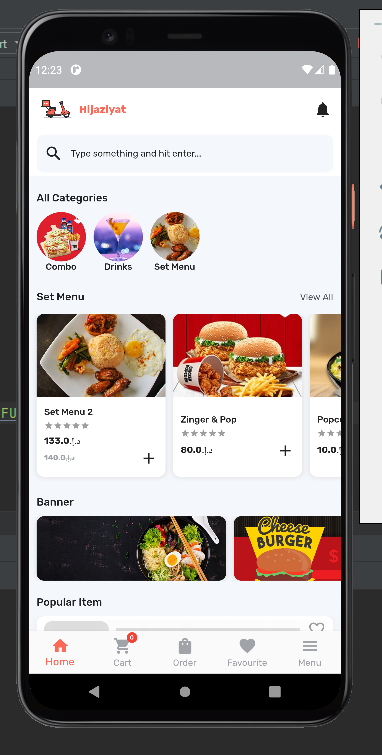 rt
12:23
Hijaziyat
Type something and hit enter...
All Categories
Combo
Drinks
Set Menu
Set Menu
View All
Set Menu 2
133.0د.إ.
140.0د.إ.
Zinger & Pop
80.0د.إ.
Popc
10.0
FU
Banner
Cheese
BURGER
$
Popular Item
0
Home
Cart
Order
Favourite
Menu